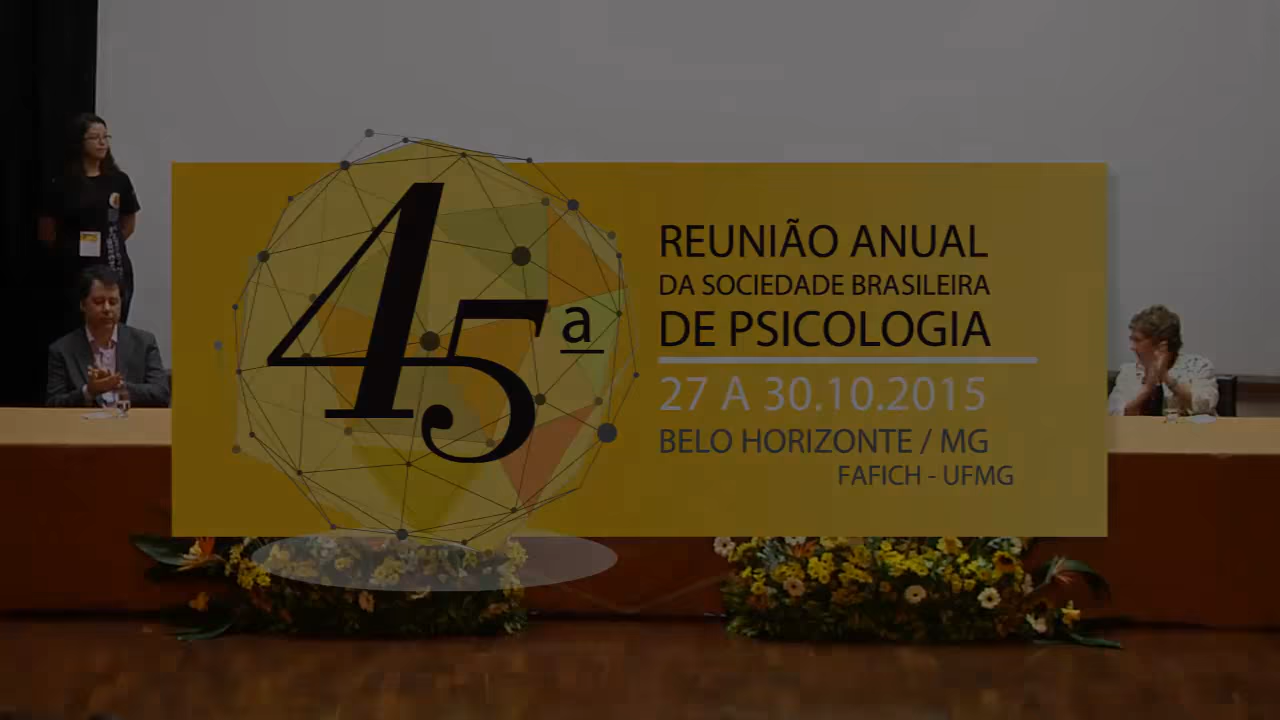 45ª
REUNIÃO ANUAL
DA SOCIEDADE BRASILEIRA
DE PSICOLOGIA
27 A 30.10.2015
BELO HORIZONTE / MG
FAFICH - UFMG